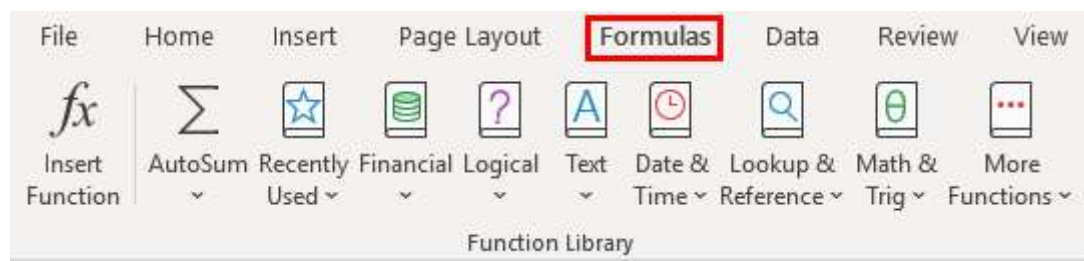 File Home Insert Page Layout Formulas Data Review View
fx Σ ? A θ
Insert AutoSum Recently Financial Logical Text Date & Lookup & Math & More
Function Used Time Reference Trig Functions
Function Library